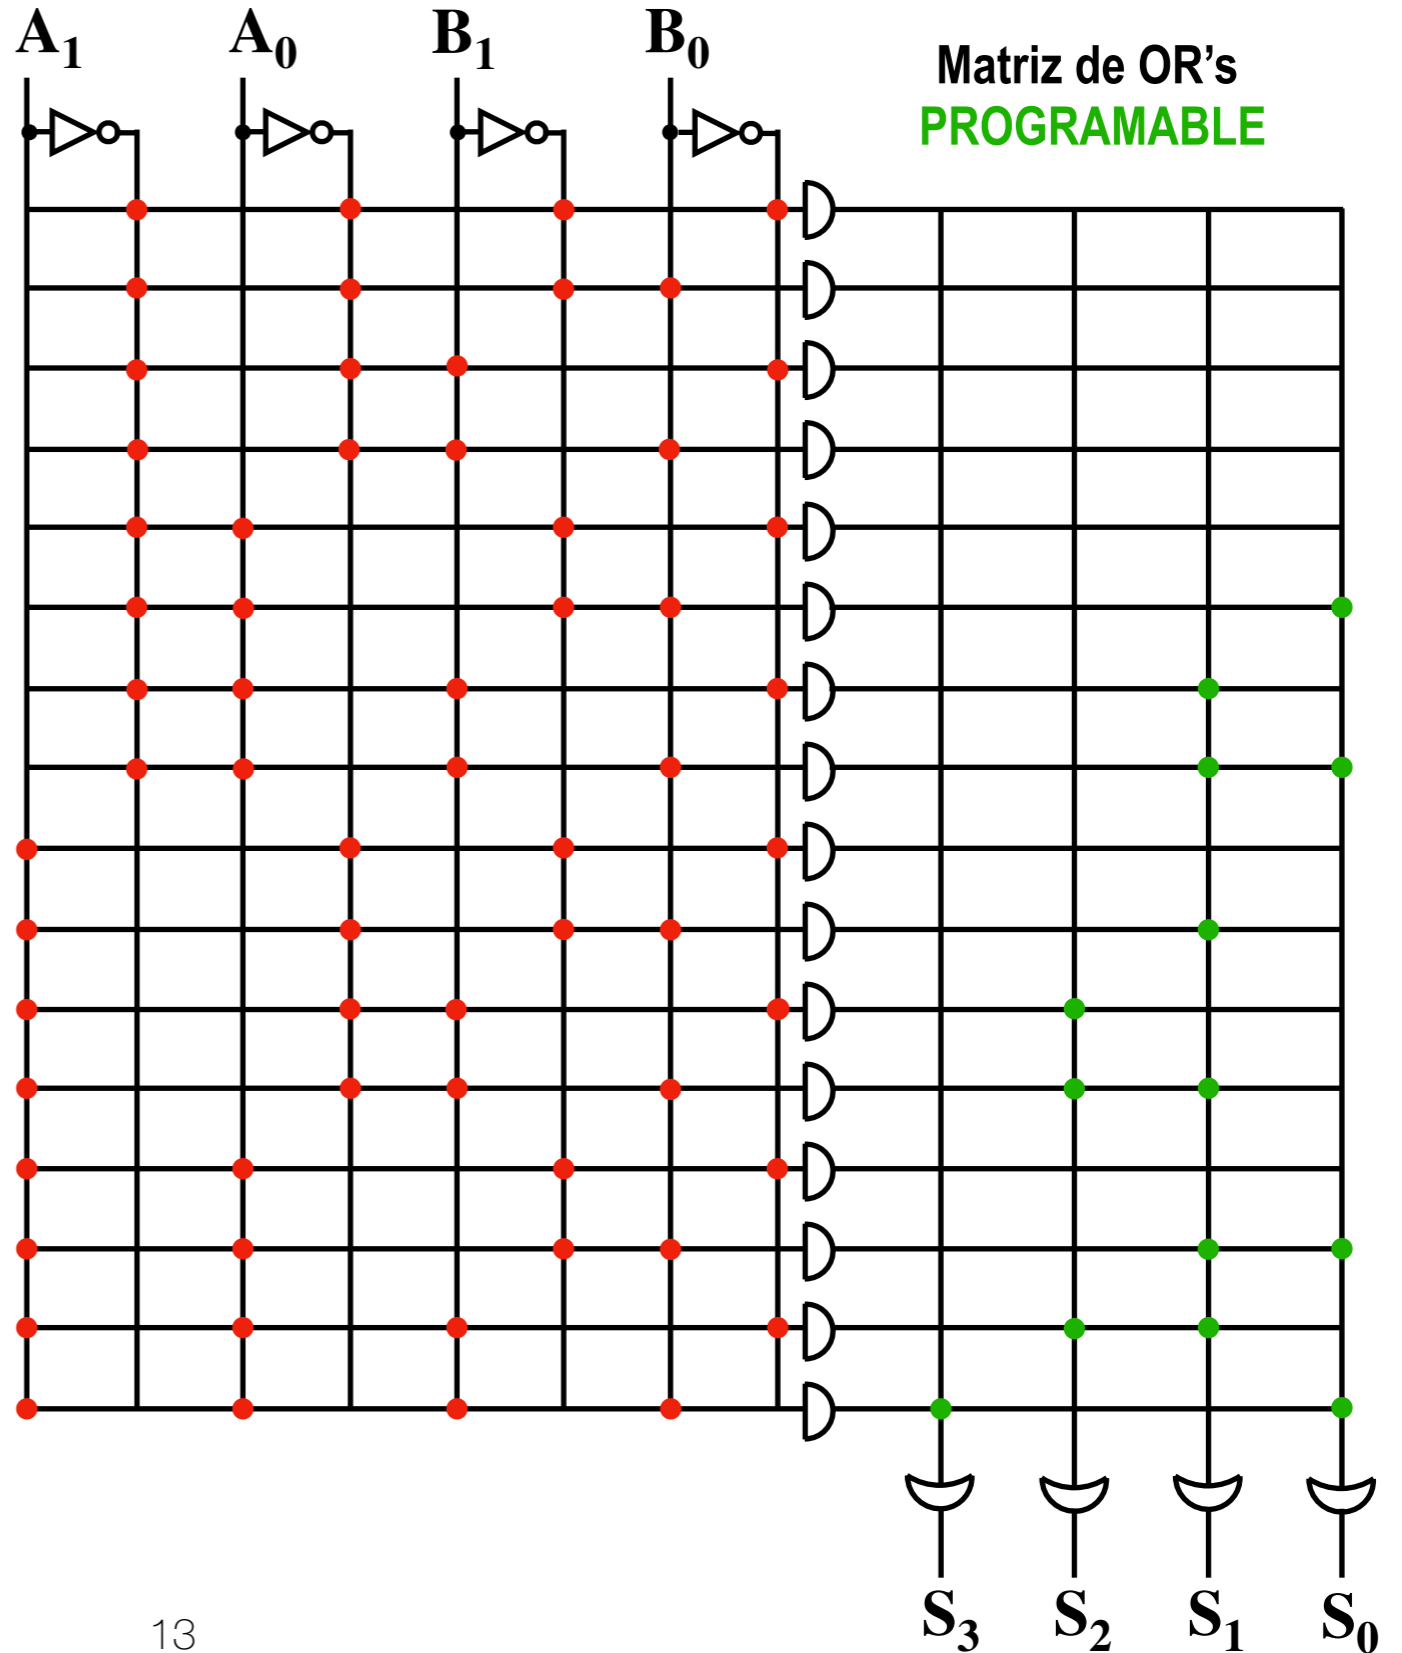 A₁ A₀ B₁ B₀
Matriz de OR’s
PROGRAMABLE
S₃ S₂ S₁ S₀
13